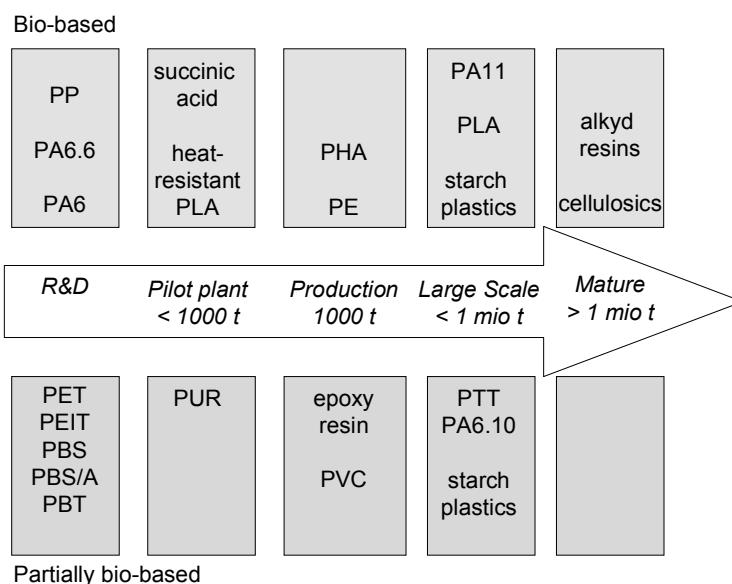 Bio-based
PP
PA6.6
PA6
succinic
acid
heat-
resistant
PLA
PHA
PE
PA11
PLA
starch
plastics
alkyd
resins
cellulosics
R&D
Pilot plant
< 1000 t
Production
1000 t
Large Scale
< 1 mio t
Mature
> 1 mio t
PET
PEIT
PBS
PBS/A
PBT
PUR
epoxy
resin
PVC
PTT
PA6.10
starch
plastics
Partially bio-based